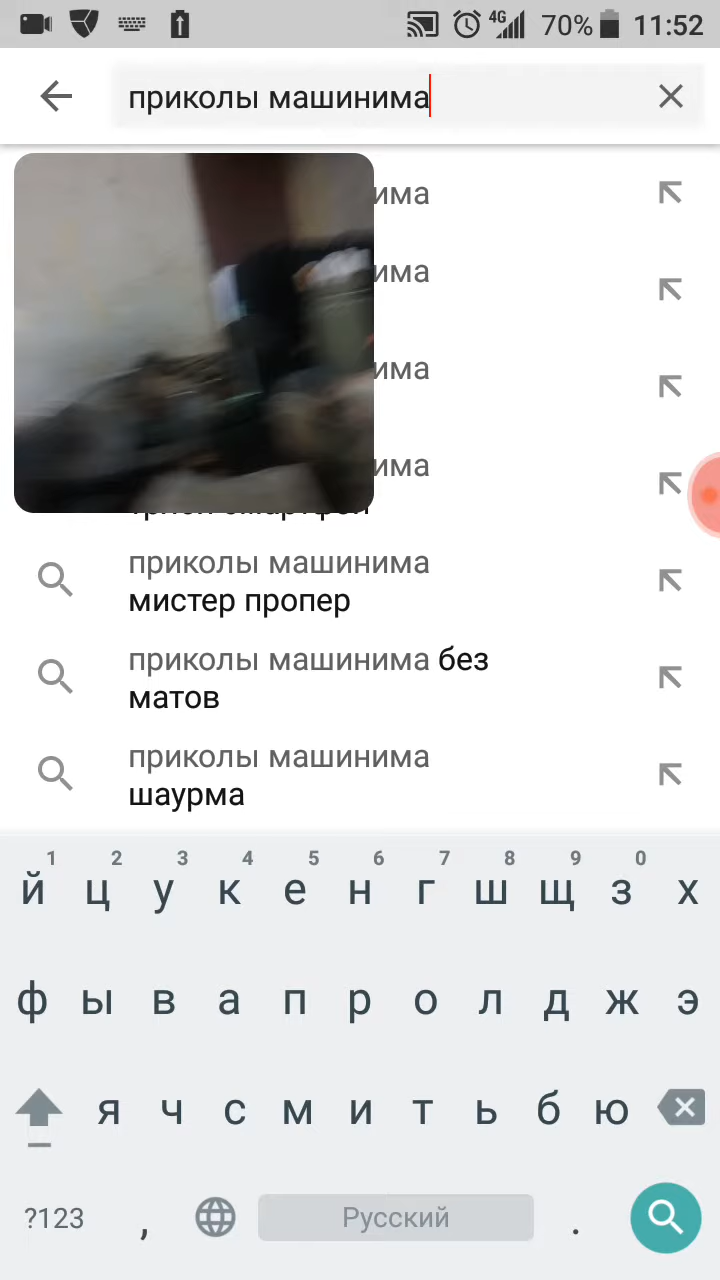 4G 70% 11:52
приколы машинима
има
има
има
има
приколы машинима
мистер пропер
приколы машинима без
матов
приколы машинима
шаурма
1 2 3 4 5 6 7 8 9 0
й ц у к е н г ш щ з х
ф ы в а п р о л д ж э
я ч с м и т ь б ю
?123 , Русский .